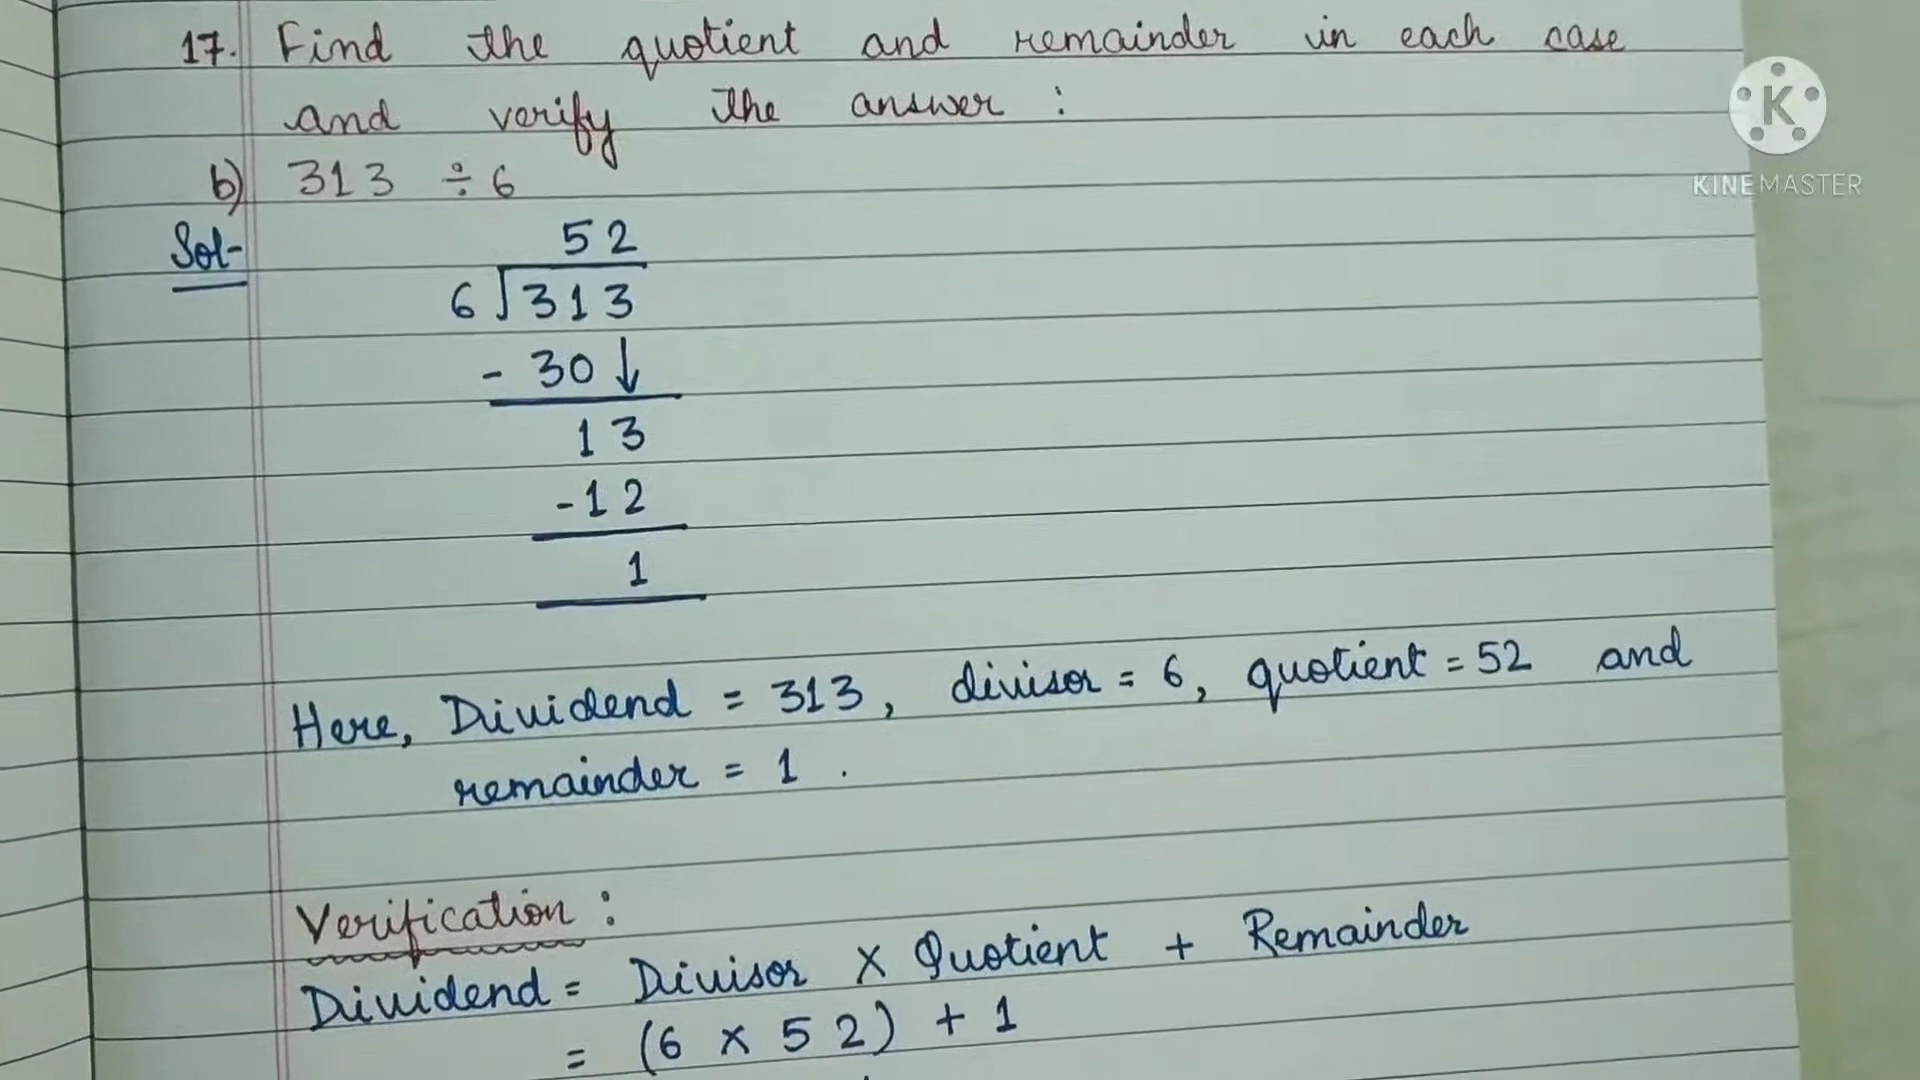 17. Find the quotient and remainder in each case
and verify the answer :
b) 313 ÷ 6
Sol-
52
6 313
- 30 ↓
13
-12
1
Here, Dividend = 313, divisor = 6, quotient = 52 and
remainder = 1 .
Verification :
Dividend = Divisor X Quotient + Remainder
= (6 x 52) + 1
K
KINEMASTER